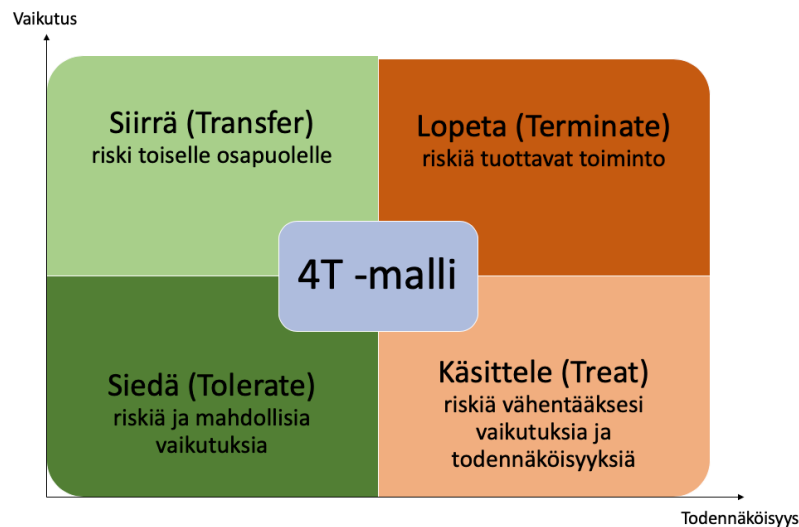 Vaikutus
Siirrä (Transfer)
riski toiselle osapuolelle
Lopeta (Terminate)
riskiä tuottavat toiminto
4T -malli
Siedä (Tolerate)
riskiä ja mahdollisia
vaikutuksia
Käsittele (Treat)
riskiä vähentääksesi
vaikutuksia ja
todennäköisyyksiä
Todennäköisyys